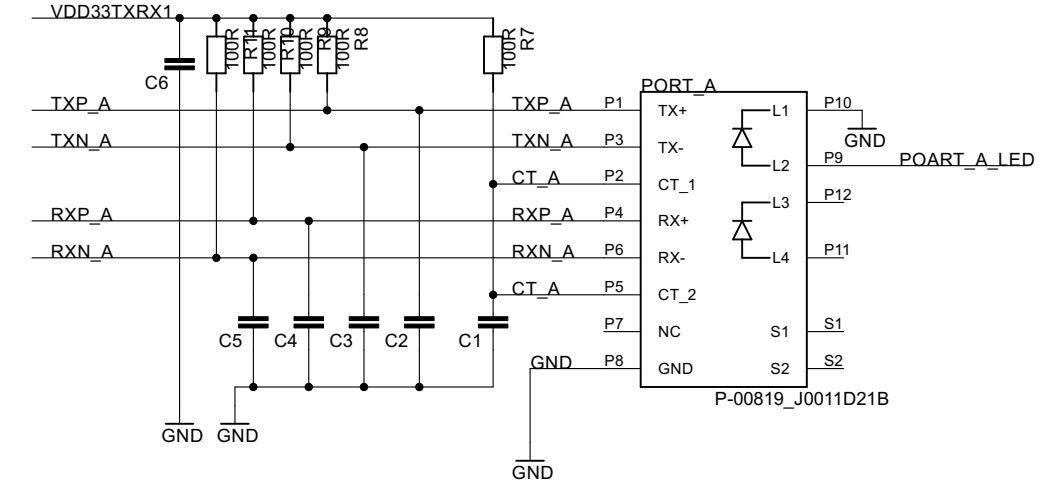 VDD33TXRX1
C6
100R
R11
100R
R10
100R
R9
100R
R8
100R
R7
PORT_A
TXP_A TXP_A P1 TX+ L1 P10
GND
TXN_A TXN_A P3 TX-
L2 P9 POART_A_LED
CT_A P2 CT_1
L3 P12
RXP_A RXP_A P4 RX+
RXN_A RXN_A P6 RX- L4 P11
CT_A P5 CT_2
C5 C4 C3 C2 C1
P7 NC S1 S1
GND P8 GND S2 S2
P-00819_J0011D21B
GND GND
GND